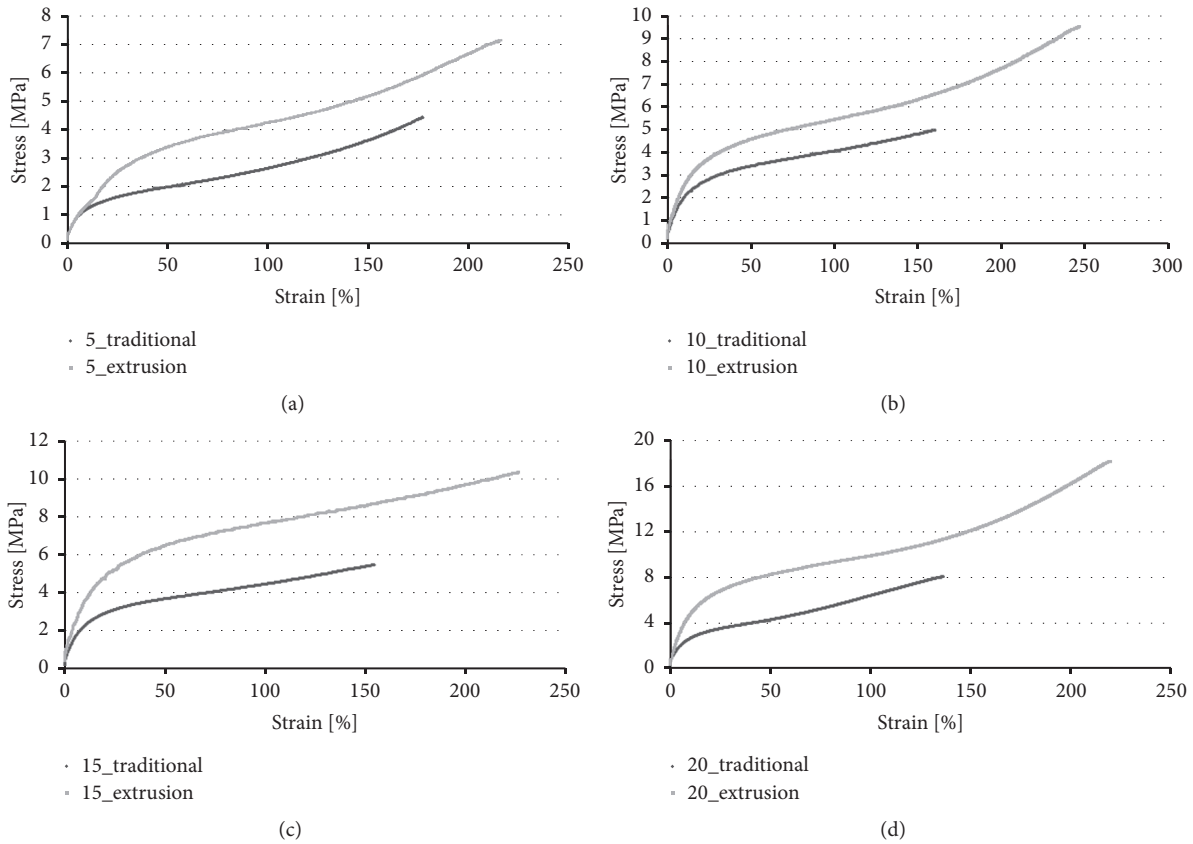 8
7
6
5
4
3
2
1
0
Stress [MPa]
0 50 100 150 200 250
Strain [%]
5_traditional
5_extrusion
(a)
10
9
8
7
6
5
4
3
2
1
0
Stress [MPa]
0 50 100 150 200 250 300
Strain [%]
10_traditional
10_extrusion
(b)
12
10
8
6
4
2
0
Stress [MPa]
0 50 100 150 200 250
Strain [%]
15_traditional
15_extrusion
(c)
20
16
12
8
4
0
Stress [MPa]
0 50 100 150 200 250
Strain [%]
20_traditional
20_extrusion
(d)